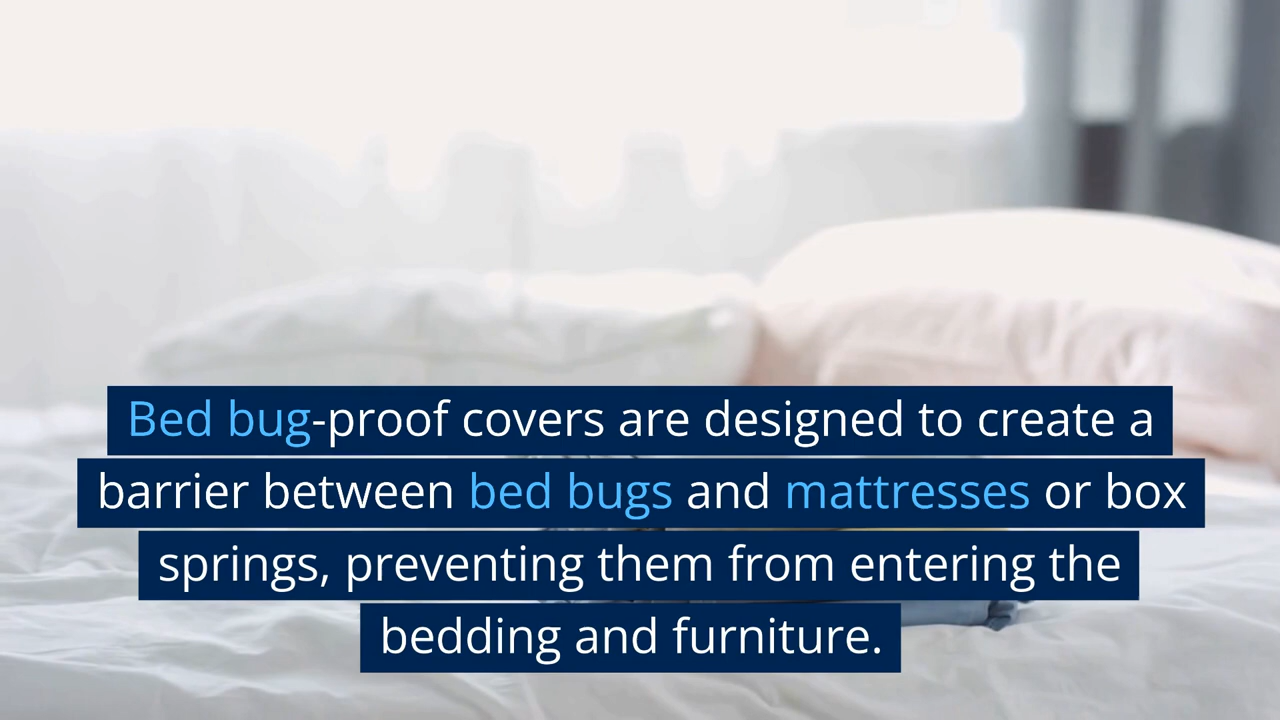 Bed bug-proof covers are designed to create a
barrier between bed bugs and mattresses or box
springs, preventing them from entering the
bedding and furniture.